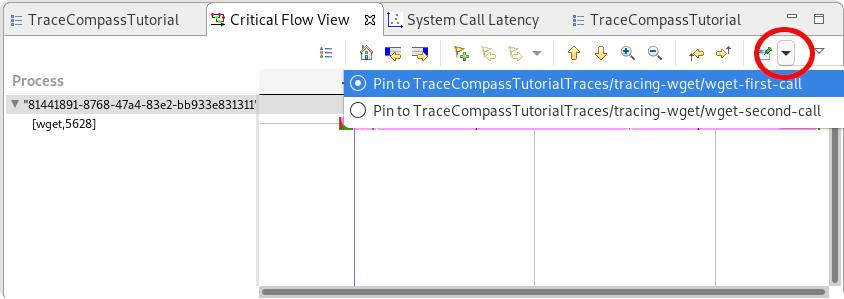 TraceCompassTutorial
Critical Flow View
System Call Latency
TraceCompassTutorial
Process
"81441891-8768-47a4-83e2-bb933e831311"
[wget,5628]
Pin to TraceCompassTutorialTraces/tracing-wget/wget-first-call
Pin to TraceCompassTutorialTraces/tracing-wget/wget-second-call